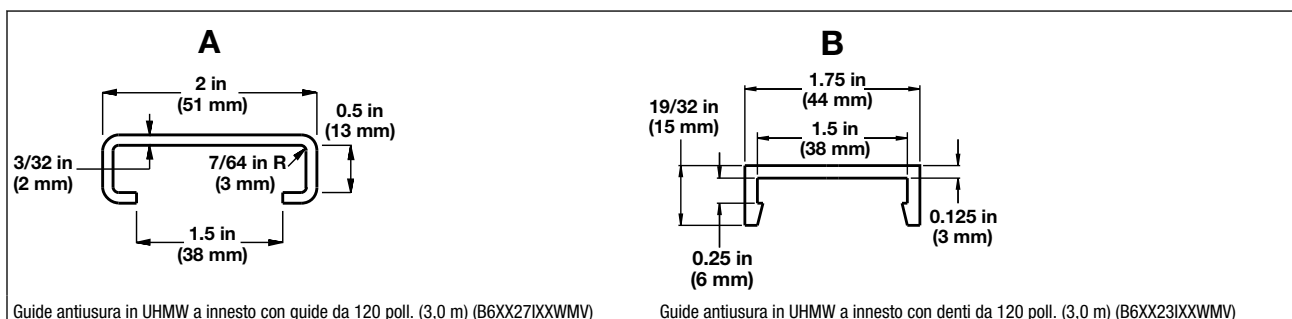 A
2 in
(51 mm)
0.5 in
(13 mm)
3/32 in
(2 mm)
7/64 in R
(3 mm)
1.5 in
(38 mm)
Guide antiusura in UHMW a innesto con guide da 120 poll. (3,0 m) (B6XX27IXXWMV)
B
1.75 in
(44 mm)
19/32 in
(15 mm)
1.5 in
(38 mm)
0.125 in
(3 mm)
0.25 in
(6 mm)
Guide antiusura in UHMW a innesto con denti da 120 poll. (3,0 m) (B6XX23IXXWMV)